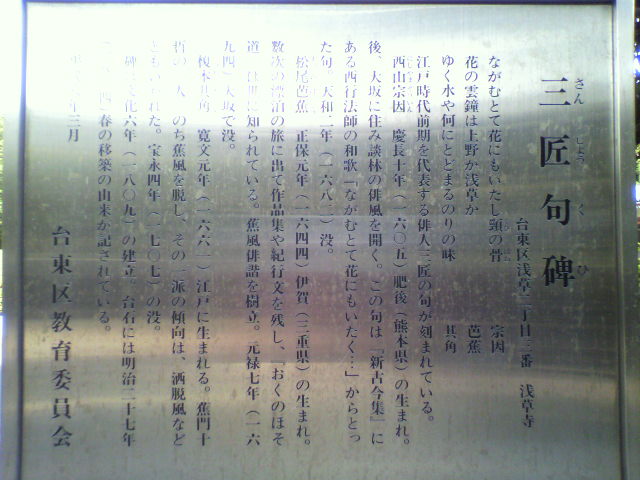 三匠句碑
さんしょうくひ
台東区浅草二丁目三番 浅草寺
ながむとて花にもいたし頸の骨 宗因
花の雲鐘は上野か浅草か 芭蕉
ゆく水や何にとどまるのりの味 其角
江戸時代前期を代表する俳人三匠の句が刻まれている。
西山宗因 慶長十年（一六〇五）肥後（熊本県）の生まれ。
後、大坂に住み談林の俳風を開く。この句は「新古今集」に
ある西行法師の和歌「ながむとて花にもいたく…」からとっ
た句。天和二年（一六八二）没。
松尾芭蕉 正保元年（一六四四）伊賀（三重県）の生まれ。
数次の漂泊の旅に出て作品集や紀行文を残し、「おくのほそ
道」は世に知られている。蕉風俳諧を樹立。元禄七年（一六
九四）大坂で没。
榎本其角 寛文元年（一六六一）江戸に生まれる。蕉門十
哲の一人。のち蕉風を脱し、その一派の傾向は、洒脱風など
ともいわれた。宝永四年（一七〇七）の没。
碑は文化六年（一八〇九）の建立。台石には明治二十七年
春の移築の由来が記されている。
年三月
台東区教育委員会